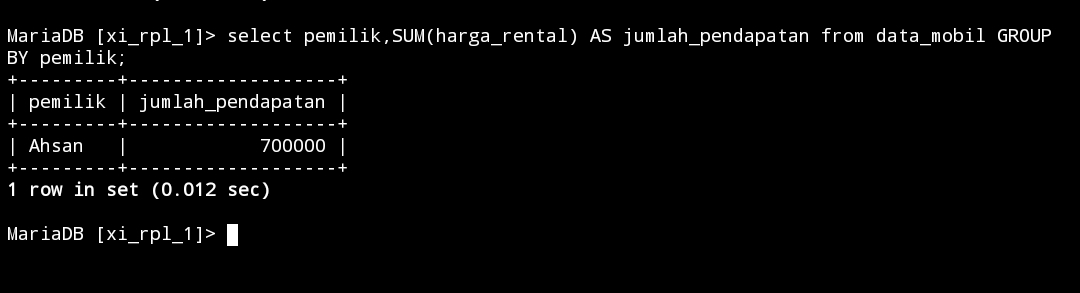 MariaDB [xi_rpl_1]> select pemilik,SUM(harga_rental) AS jumlah_pendapatan from data_mobil GROUP
BY pemilik;
+---------+-------------------+
| pemilik | jumlah_pendapatan |
+---------+-------------------+
| Ahsan   |            700000 |
+---------+-------------------+
1 row in set (0.012 sec)
MariaDB [xi_rpl_1]>